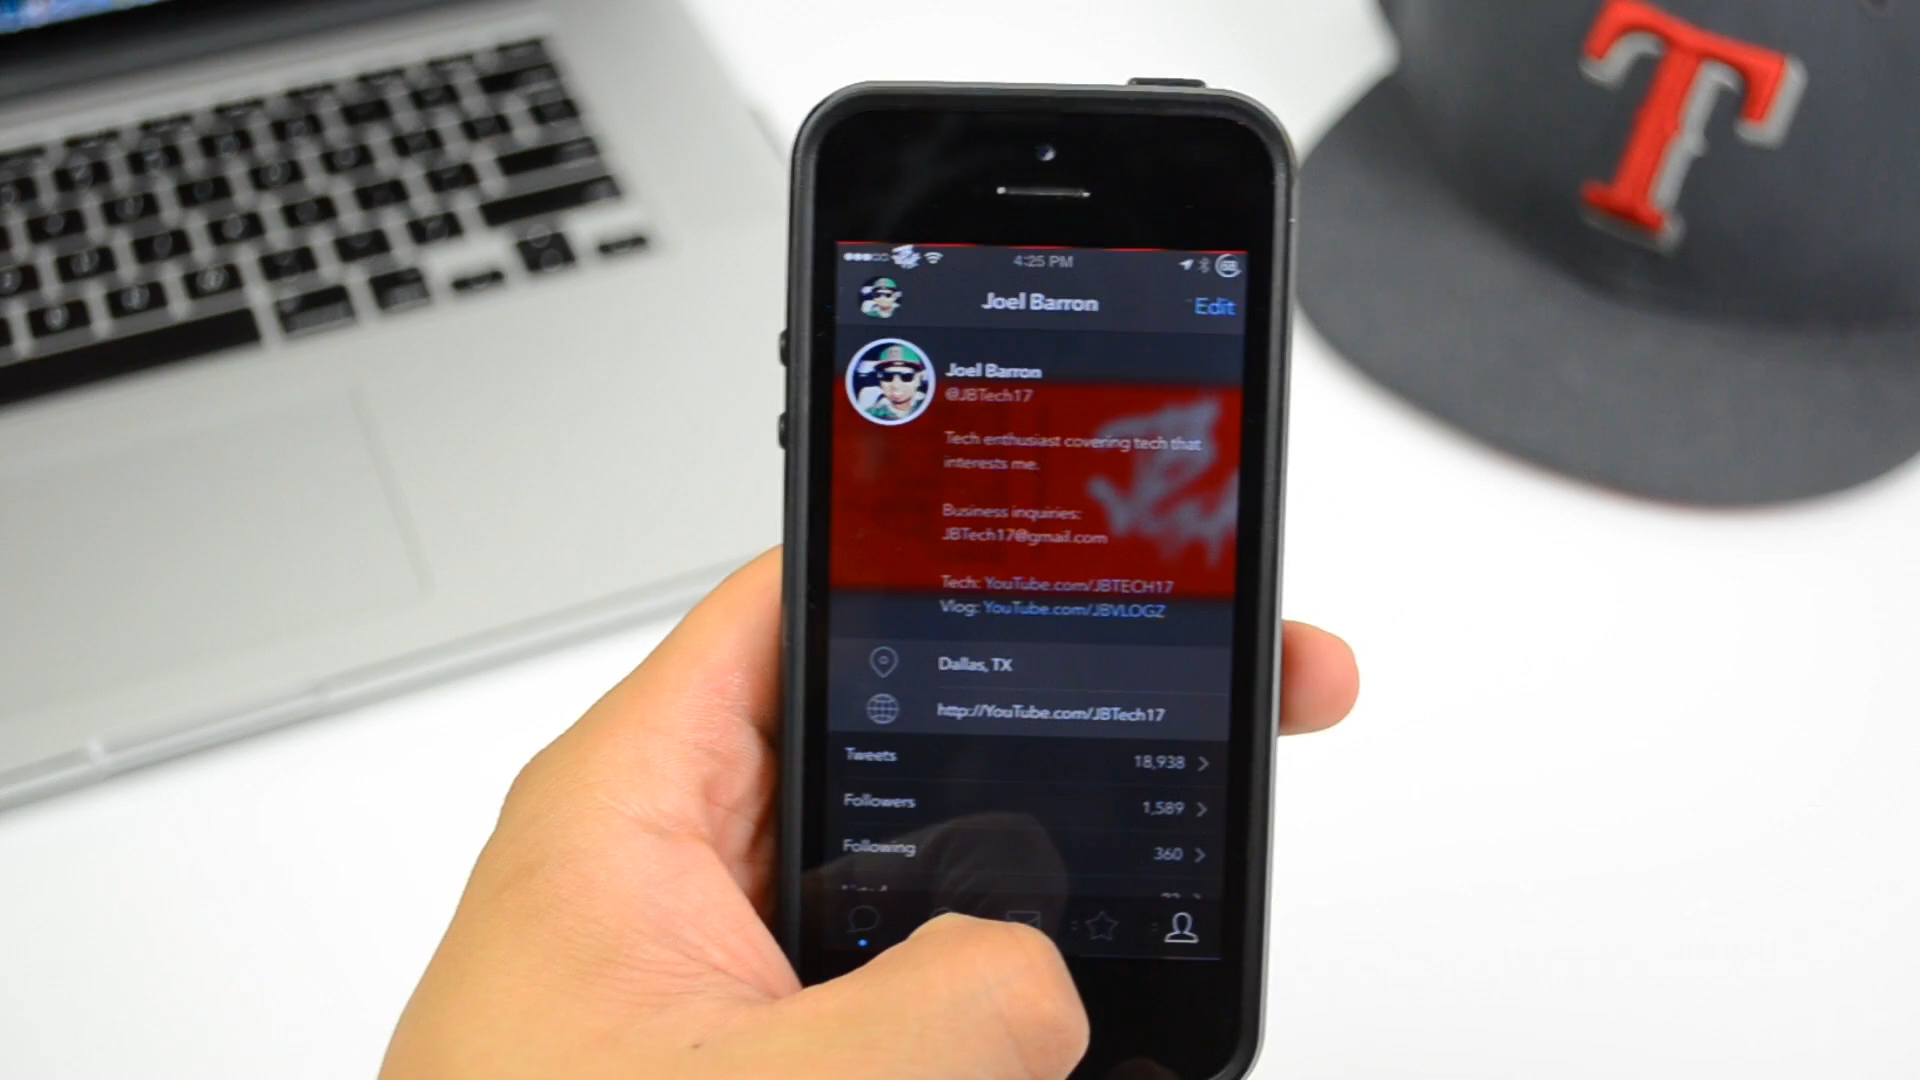 4:25 PM
68
Joel Barron
Edit
Joel Barron
@JBTech17
Tech enthusiast covering tech that
interests me.
Business inquiries:
JBTech17@gmail.com
Tech: YouTube.com/JBTECH17
Vlog: YouTube.com/JBVLOGZ
Dallas, TX
http://YouTube.com/JBTech17
Tweets 18,938
Followers 1,589
Following 360
T